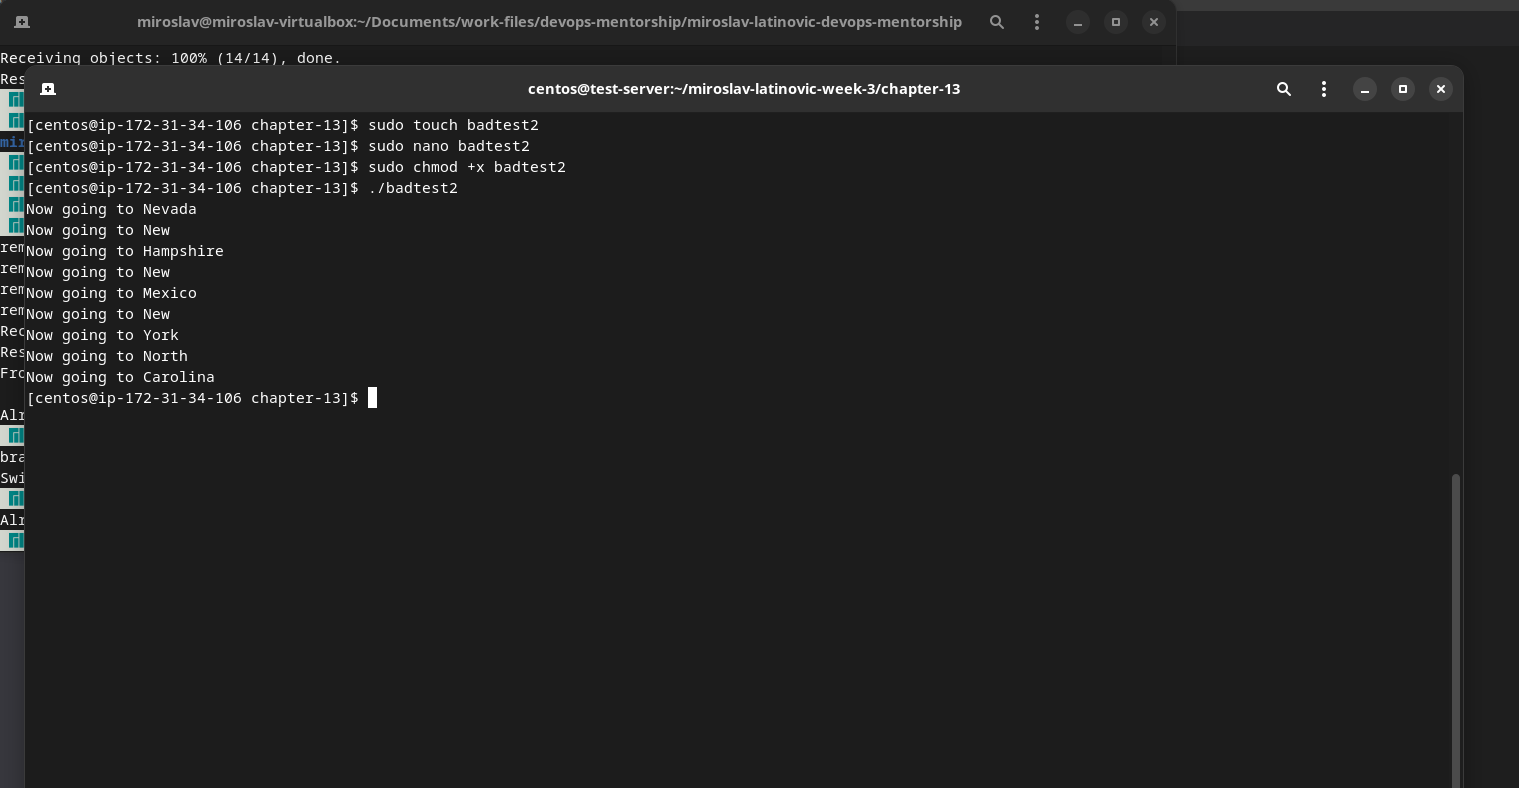 miroslav@miroslav-virtualbox:~/Documents/work-files/devops-mentorship/miroslav-latinovic-devops-mentorship
Receiving objects: 100% (14/14), done.
Res
centos@test-server:~/miroslav-latinovic-week-3/chapter-13
[centos@ip-172-31-34-106 chapter-13]$ sudo touch badtest2
mir
[centos@ip-172-31-34-106 chapter-13]$ sudo nano badtest2
[centos@ip-172-31-34-106 chapter-13]$ sudo chmod +x badtest2
[centos@ip-172-31-34-106 chapter-13]$ ./badtest2
Now going to Nevada
Now going to New
rem
Now going to Hampshire
rem
Now going to New
rem
Now going to Mexico
rem
Now going to New
Rec
Now going to York
Res
Now going to North
Fro
Now going to Carolina
[centos@ip-172-31-34-106 chapter-13]$
Alr
bra
Swi
Alr